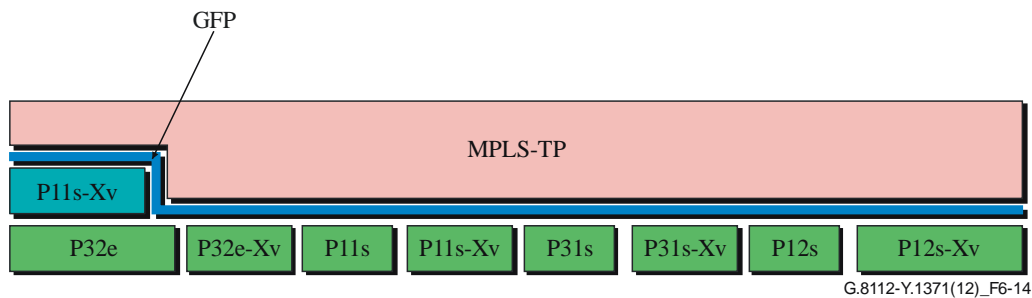 GFP
MPLS-TP
P11s-Xv
P32e P32e-Xv P11s P11s-Xv P31s P31s-Xv P12s P12s-Xv
G.8112-Y.1371(12)_F6-14